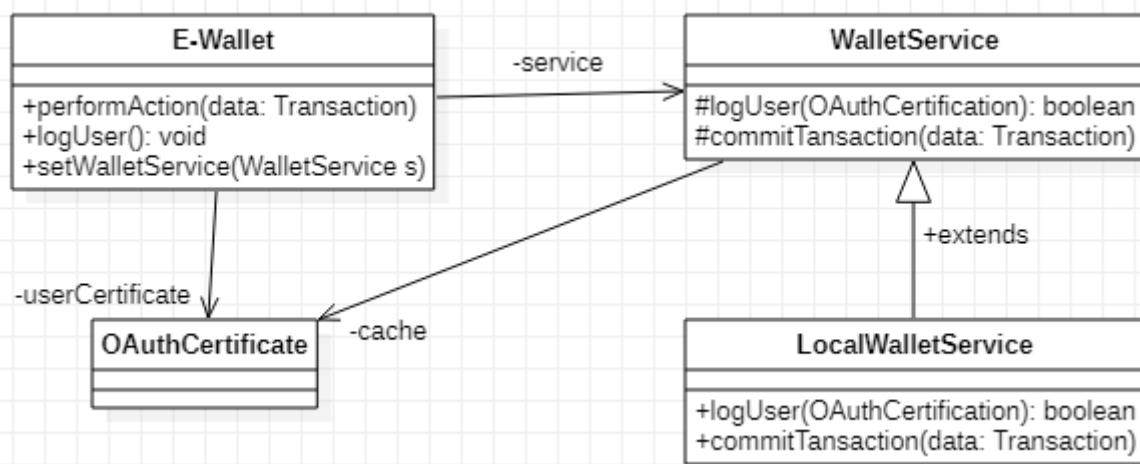 E-Wallet
+performAction(data: Transaction)
+logUser(): void
+setWalletService(WalletService s)
-service
WalletService
#logUser(OAuthCertification): boolean
#commitTansaction(data: Transaction)
+extends
-userCertificate
OAuthCertificate
-cache
LocalWalletService
+logUser(OAuthCertification): boolean
+commitTansaction(data: Transaction)